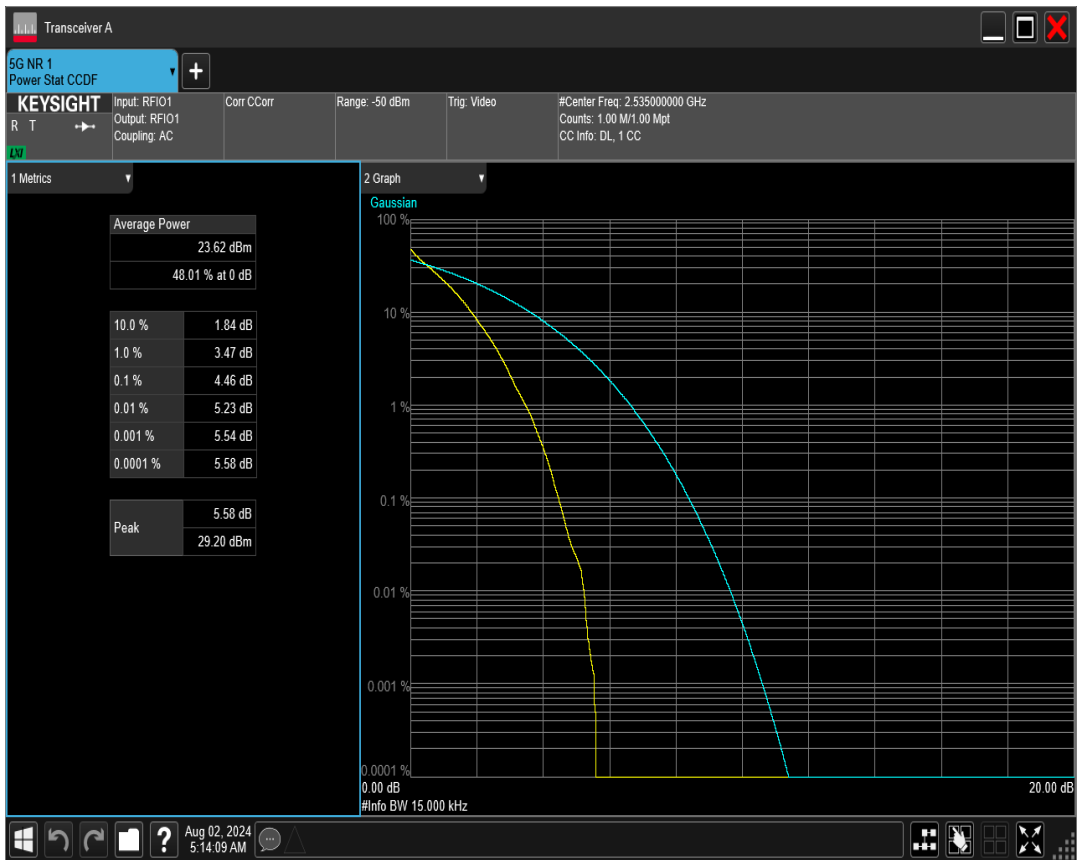 Transceiver A
5G NR 1
Power Stat CCDF
KEYSIGHT
R T
LXI
Input: RFIO1
Output: RFIO1
Coupling: AC
Corr CCorr
Range: -50 dBm
Trig: Video
#Center Freq: 2.535000000 GHz
Counts: 1.00 M/1.00 Mpt
CC Info: DL, 1 CC
1 Metrics
Average Power
23.62 dBm
48.01 % at 0 dB
10.0 % 1.84 dB
1.0 % 3.47 dB
0.1 % 4.46 dB
0.01 % 5.23 dB
0.001 % 5.54 dB
0.0001 % 5.58 dB
Peak 5.58 dB
29.20 dBm
2 Graph
Gaussian
100 %
10 %
1 %
0.1 %
0.01 %
0.001 %
0.0001 %
0.00 dB 20.00 dB
#Info BW 15.000 kHz
? Aug 02, 2024
5:14:09 AM